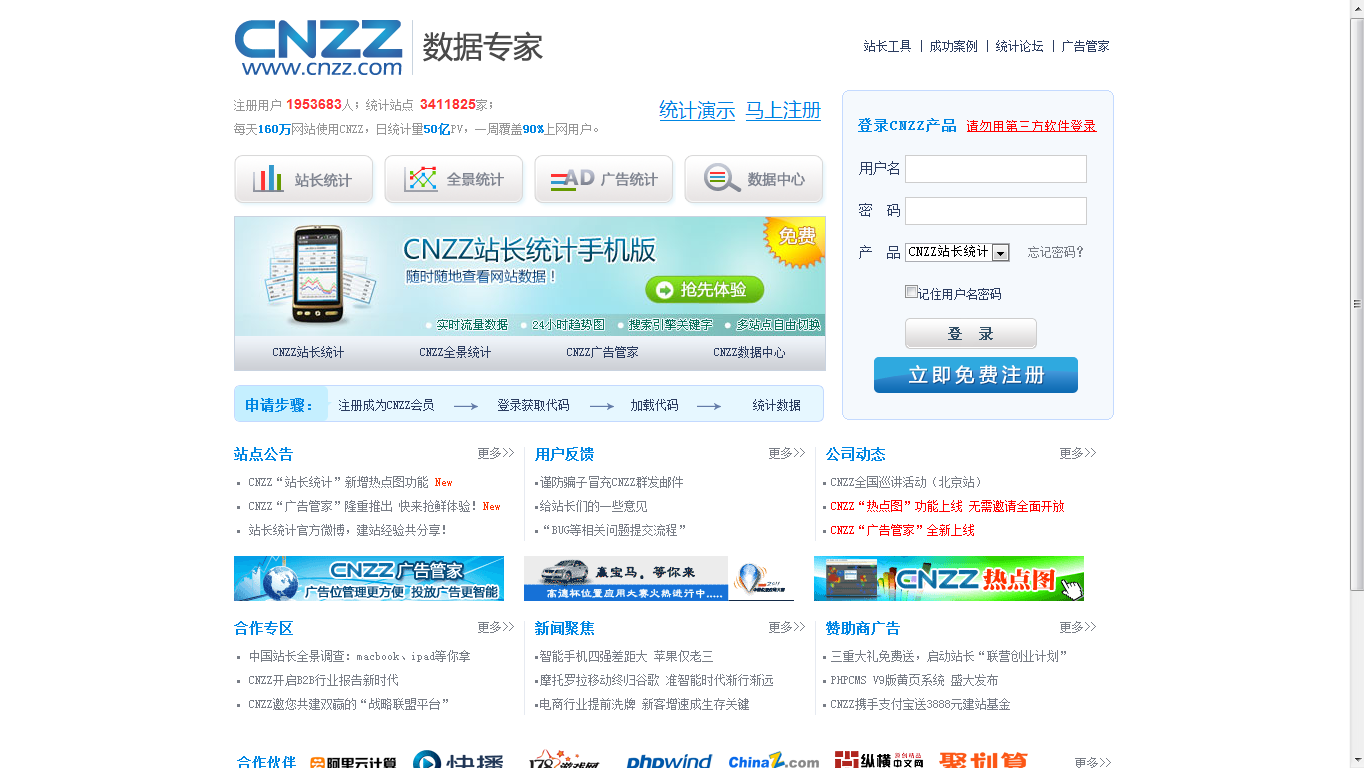 CNZZ
www.cnzz.com
数据专家
站长工具 | 成功案例 | 统计论坛 | 广告管家
注册用户 1953683人；统计站点 3411825家；
每天160万网站使用CNZZ，日统计量50亿PV，一周覆盖90%上网用户。
统计演示 马上注册
站长统计
全景统计
AD 广告统计
数据中心
CNZZ站长统计手机版
随时随地查看网站数据！
免费
抢先体验
实时流量数据 24小时趋势图 搜索引擎关键字 多站点自由切换
CNZZ站长统计 CNZZ全景统计 CNZZ广告管家 CNZZ数据中心
申请步骤： 注册成为CNZZ会员 登录获取代码 加载代码 统计数据
登录CNZZ产品 请勿用第三方软件登录
用户名
密 码
产 品 CNZZ站长统计 忘记密码?
记住用户名密码
登 录
立即免费注册
站点公告 更多>>
CNZZ“站长统计”新增热点图功能 New
CNZZ“广告管家”隆重推出 快来抢鲜体验! New
站长统计官方微博，建站经验共分享!
用户反馈 更多>>
谨防骗子冒充CNZZ群发邮件
给站长们的一些意见
“BUG等相关问题提交流程”
公司动态 更多>>
CNZZ全国巡讲活动（北京站）
CNZZ“热点图”功能上线 无需邀请全面开放
CNZZ“广告管家”全新上线
CNZZ 广告管家
广告位管理更方便 投放广告更智能
赢宝马。等你来
高德杯位置应用大赛火热进行中.....
CNZZ 热点图
合作专区 更多>>
中国站长全景调查：macbook、ipad等你拿
CNZZ开启B2B行业报告新时代
CNZZ邀您共建双赢的“战略联盟平台”
新闻聚焦 更多>>
智能手机四强差距大 苹果仅老三
摩托罗拉移动终归谷歌 准智能时代渐行渐远
电商行业提前洗牌 新客增速成生存关键
赞助商广告 更多>>
三重大礼免费送，启动站长“联营创业计划”
PHPCMS V9版黄页系统 盛大发布
CNZZ携手支付宝送3888元建站基金
合作伙伴 阿里云计算 快播 178游戏网 phpwind ChinaZ.com 纵横中文网 聚划算 更多>>